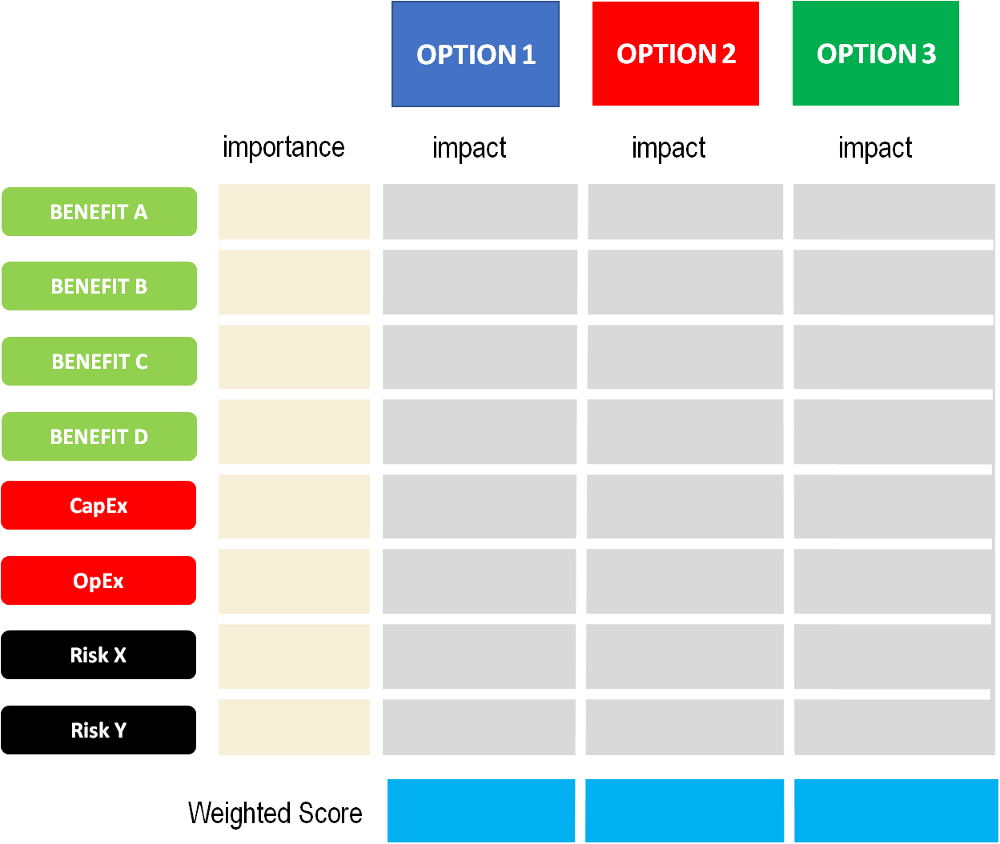 OPTION 1 OPTION 2 OPTION 3
importance impact impact impact
BENEFIT A
BENEFIT B
BENEFIT C
BENEFIT D
CapEx
OpEx
Risk X
Risk Y
Weighted Score